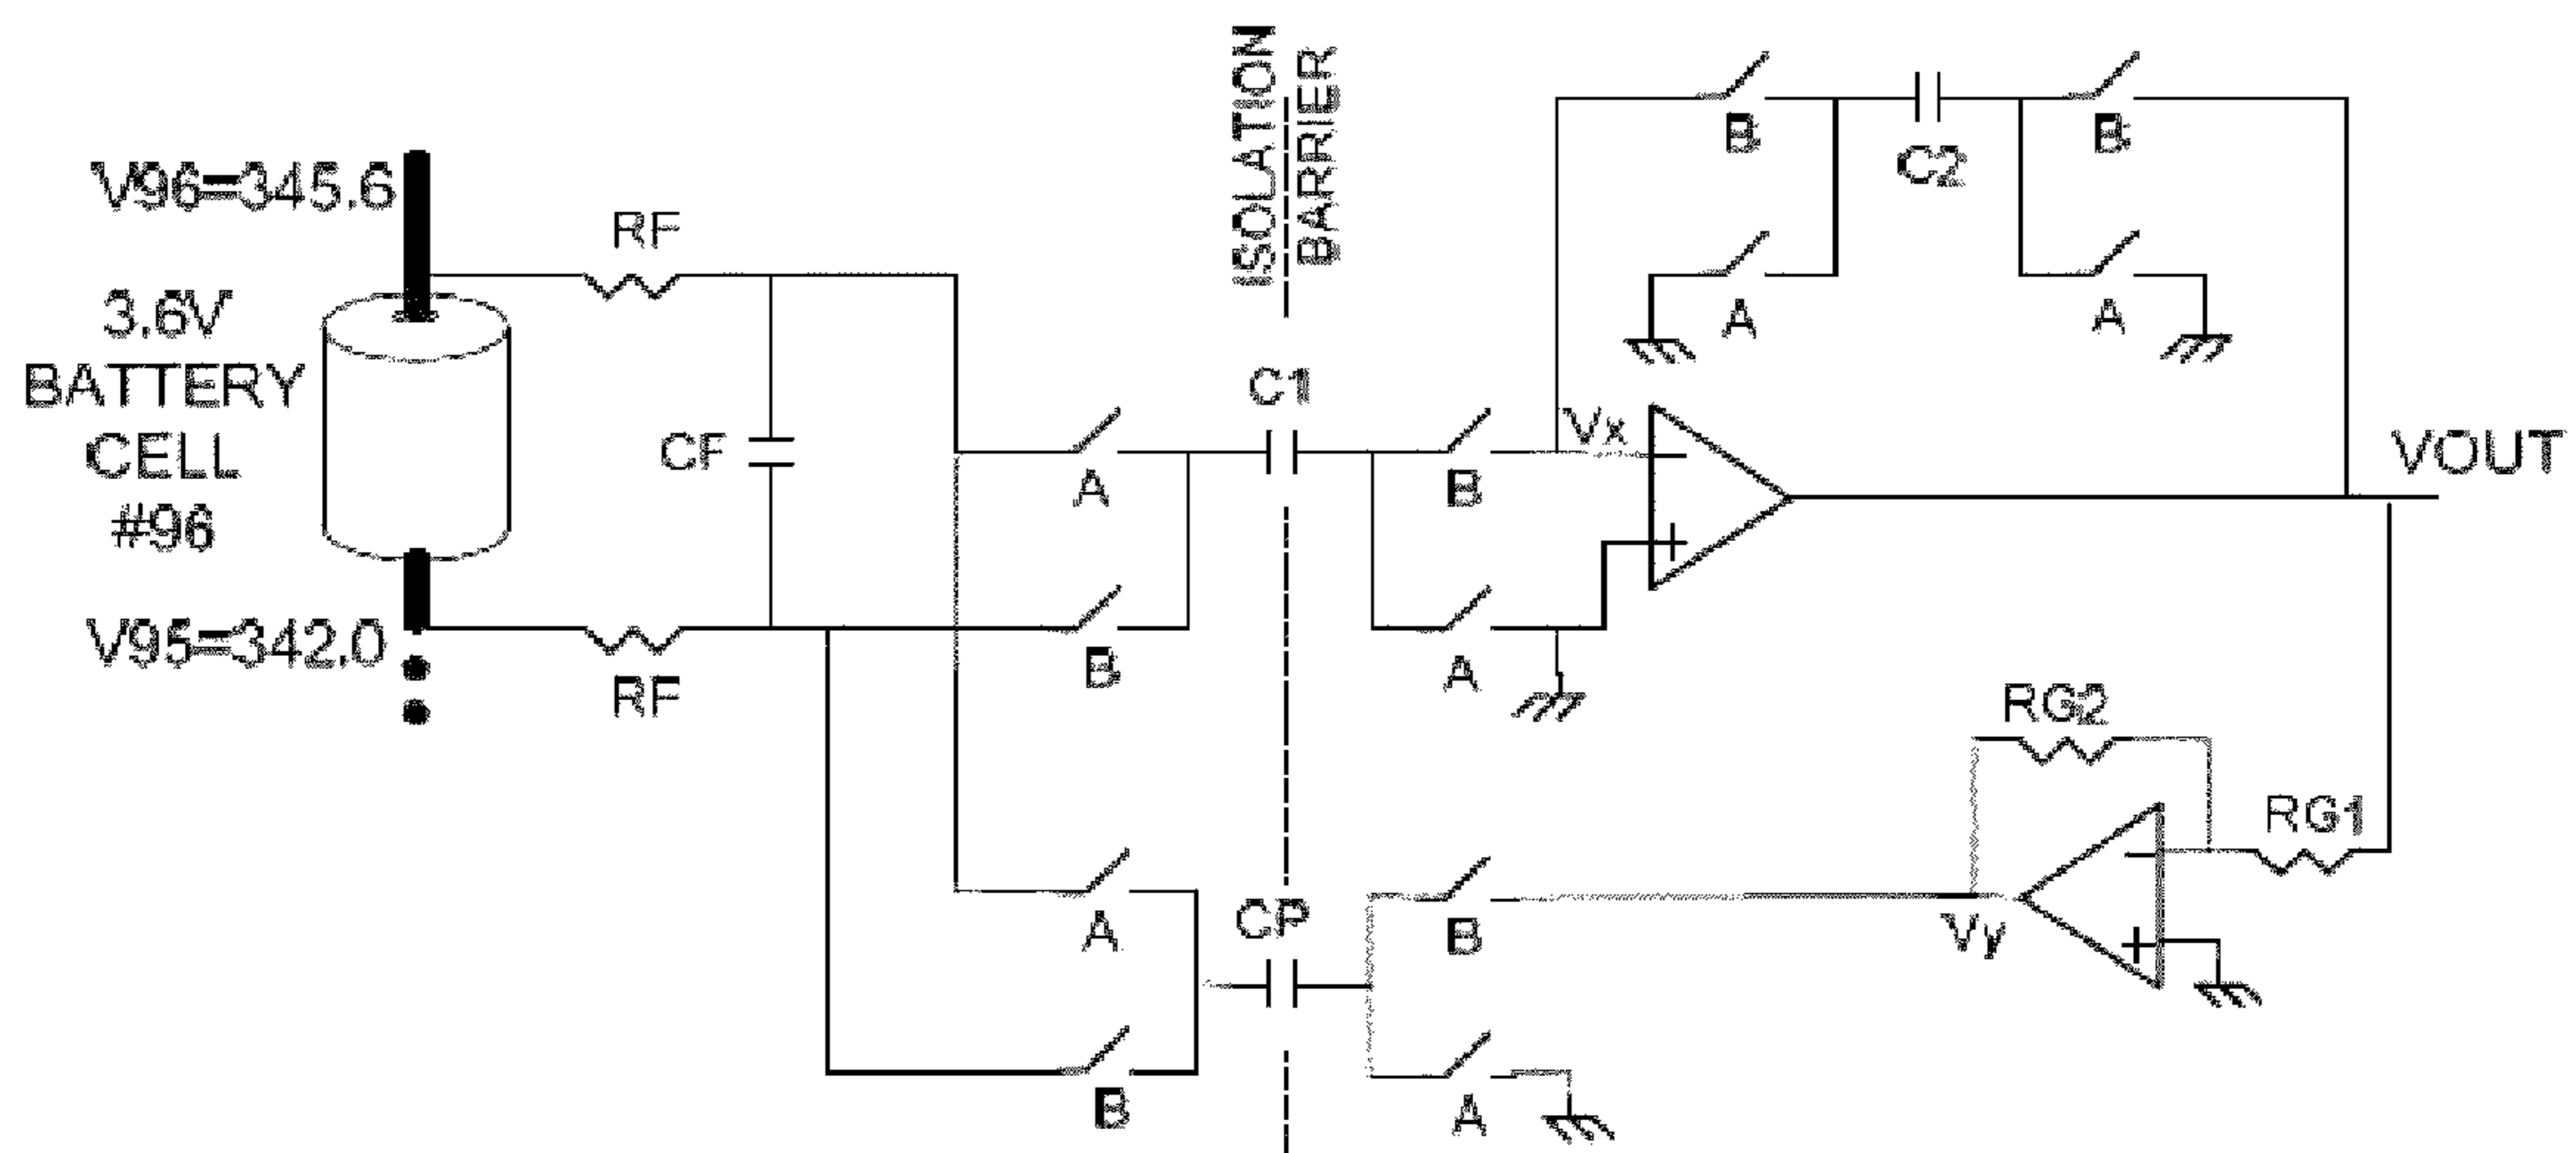 ISOLATION
BARRIER
V96=345.6
3.6V
BATTERY
CELL
#96
V95=342.0
RF
CF
RF
A
B
A
B
C1
CP
B
A
B
A
B
C2
B
A
A
Vx
VOUT
RG2
RG1
Vy